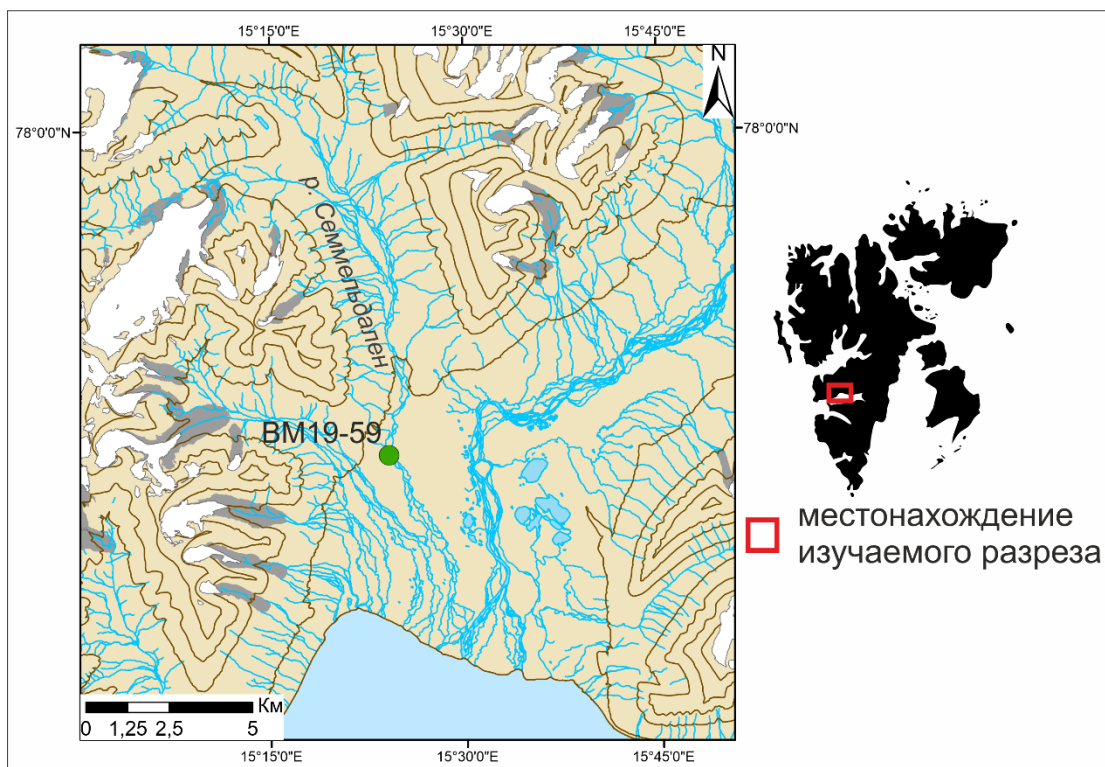 15°15'0"E
15°30'0"E
15°45'0"E
N
78°0'0"N
78°0'0"N
р. Семмельдален
ВМ19-59
местонахождение
изучаемого разреза
Км
0 1,25 2,5 5
15°15'0"E
15°30'0"E
15°45'0"E